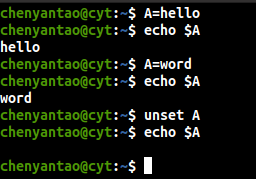 chenyantao@cyt:~$ A=hello
chenyantao@cyt:~$ echo $A
hello
chenyantao@cyt:~$ A=word
chenyantao@cyt:~$ echo $A
word
chenyantao@cyt:~$ unset A
chenyantao@cyt:~$ echo $A

chenyantao@cyt:~$